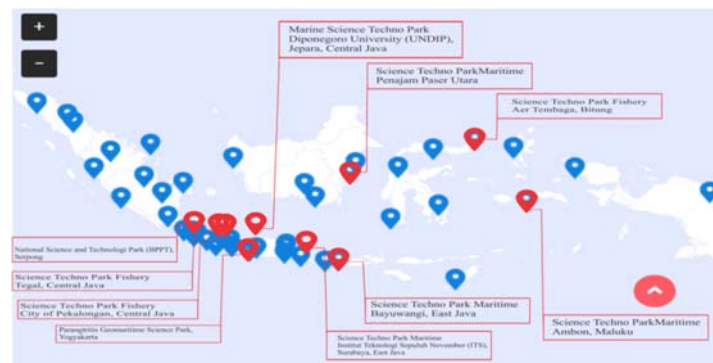 +
−
Marine Science Techno Park
Diponegoro University (UNDIP),
Jepara, Central Java
Science Techno ParkMaritime
Penajam Paser Utara
Science Techno Park Fishery
Aer Tembaga, Bitung
National Science and Technologi Park (BPPT),
Serpong
Science Techno Park Fishery
Tegal, Central Java
Science Techno Park Fishery
City of Pekalongan, Central Java
Parangtritis Geomaritime Science Park,
Yogyakarta
Science Techno Park Maritime
Institut Teknologi Sepuluh November (ITS),
Surabaya, East Java
Science Techno Park Maritime
Bayuwangi, East Java
Science Techno ParkMaritime
Ambon, Maluku